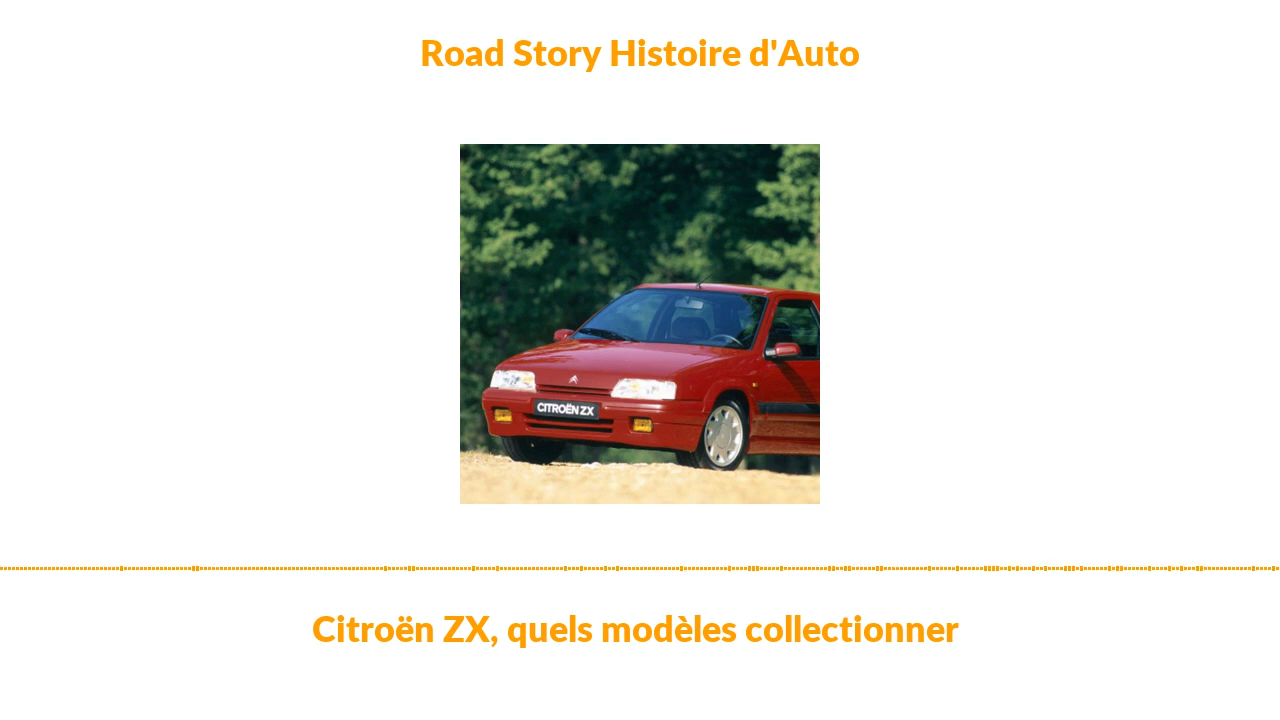 Road Story Histoire d'Auto
CITROËN ZX
Citroën ZX, quels modèles collectionner